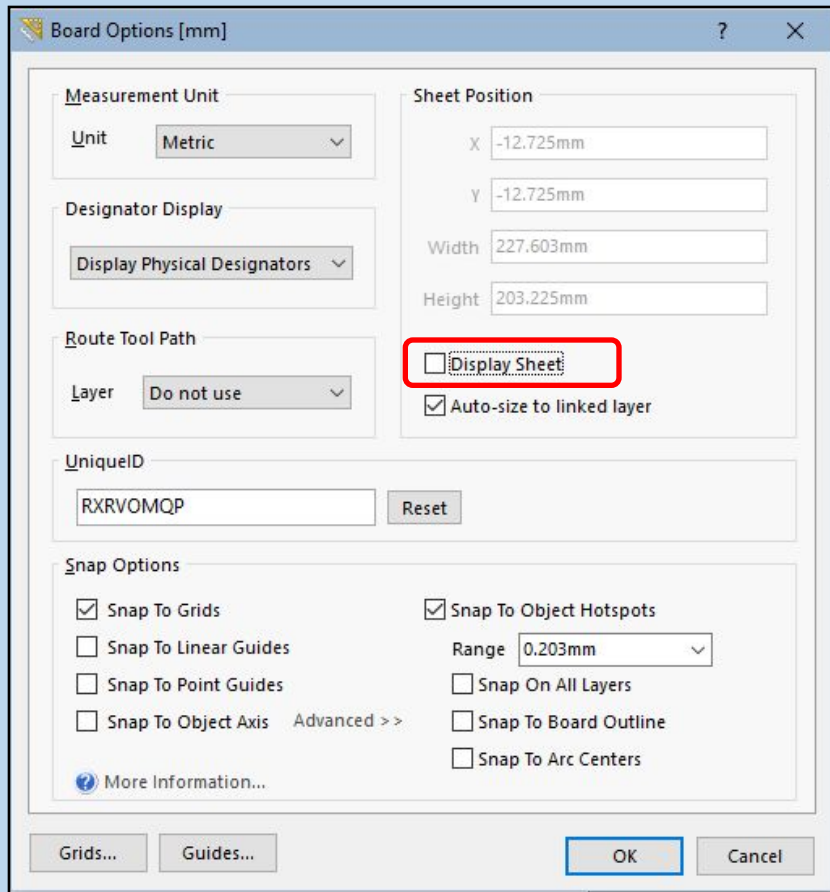 Board Options [mm]
?
Measurement Unit
Unit
Metric
Designator Display
Display Physical Designators
Route Tool Path
Layer
Do not use
Sheet Position
X
-12.725mm
Y
-12.725mm
Width
227.603mm
Height
203.225mm
Display Sheet
Auto-size to linked layer
UniqueID
RXRVOMQP
Reset
Snap Options
Snap To Grids
Snap To Linear Guides
Snap To Point Guides
Snap To Object Axis
Advanced >>
? More Information...
Snap To Object Hotspots
Range
0.203mm
Snap On All Layers
Snap To Board Outline
Snap To Arc Centers
Grids...
Guides...
OK
Cancel